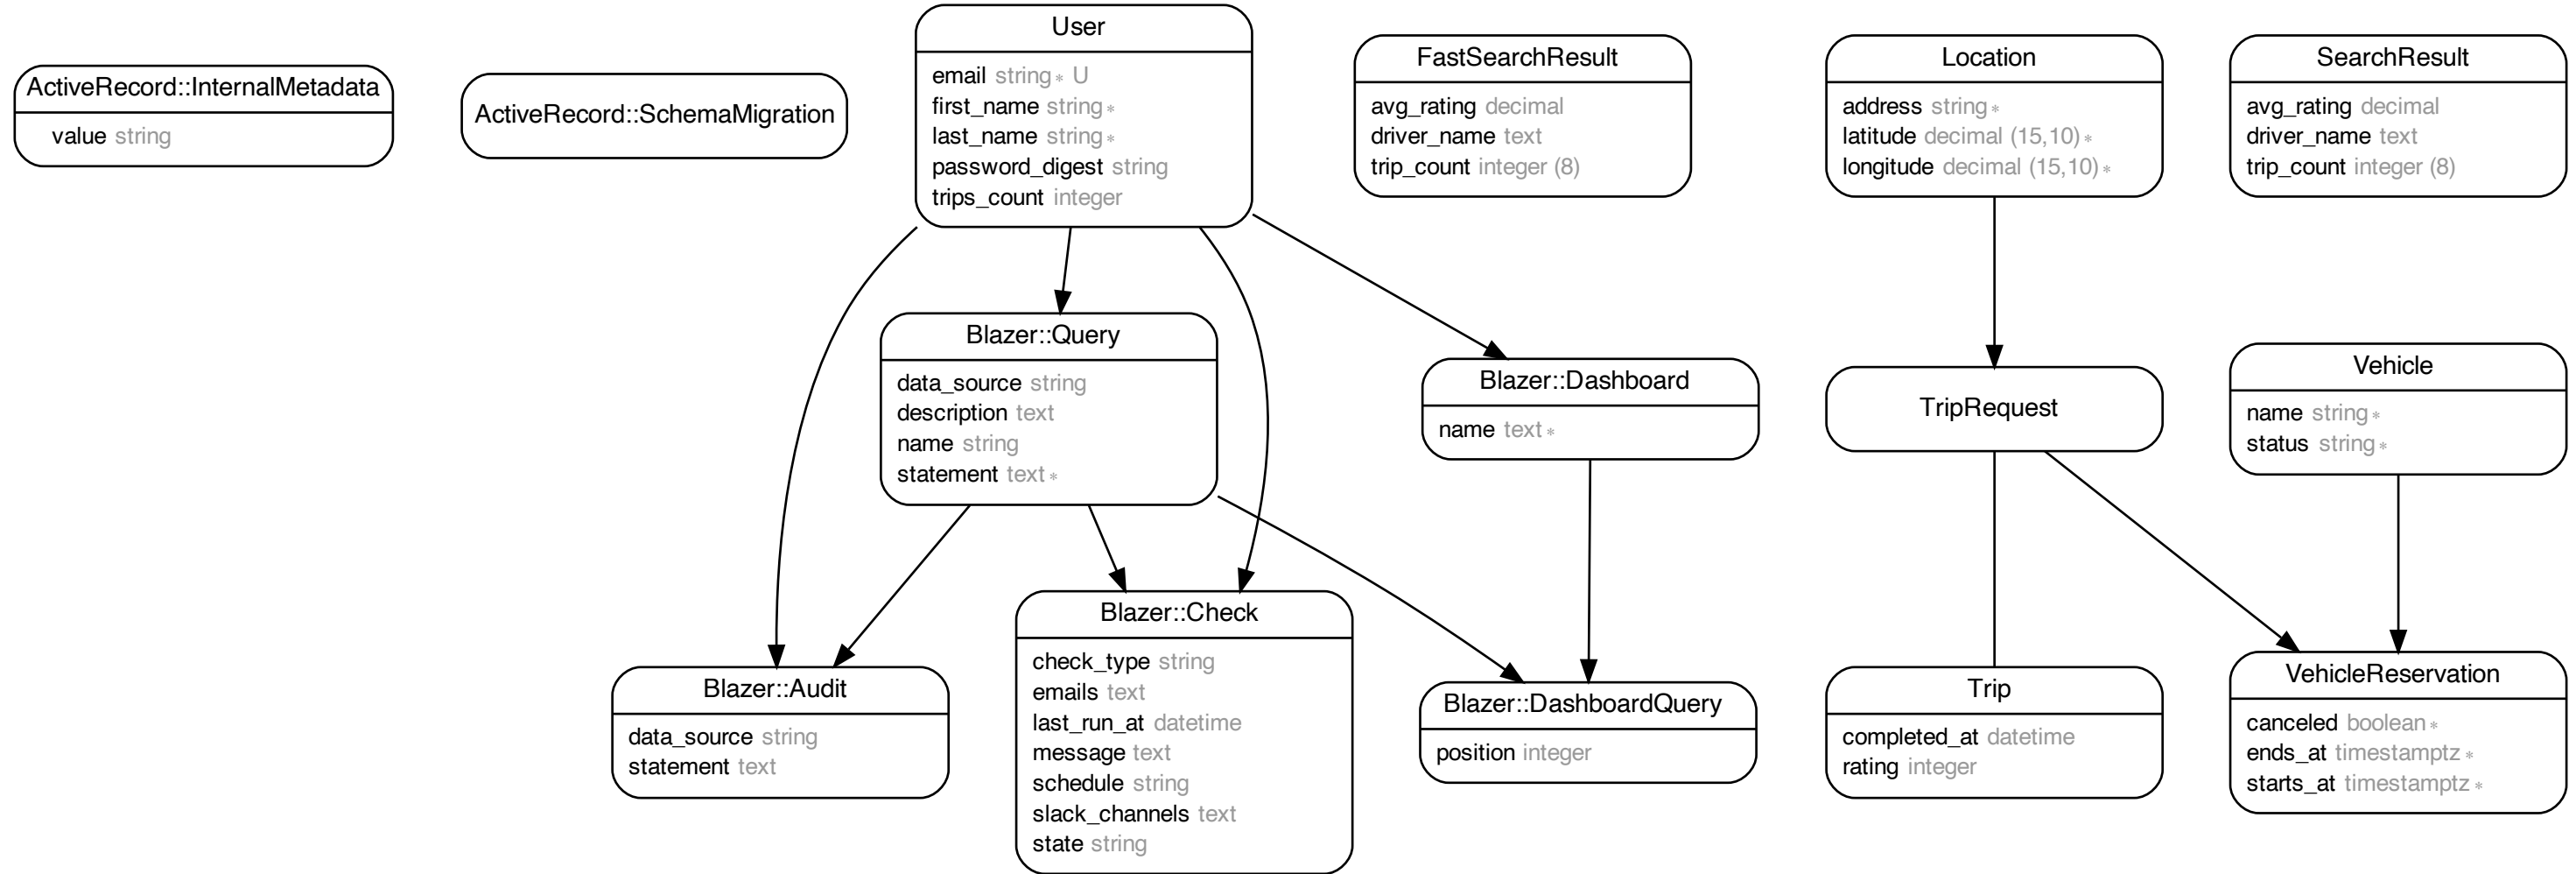 ActiveRecord::InternalMetadata
value string
ActiveRecord::SchemaMigration
User
email string∗ U
first_name string∗
last_name string∗
password_digest string
trips_count integer
FastSearchResult
avg_rating decimal
driver_name text
trip_count integer (8)
Location
address string∗
latitude decimal (15,10)∗
longitude decimal (15,10)∗
SearchResult
avg_rating decimal
driver_name text
trip_count integer (8)
Blazer::Query
data_source string
description text
name string
statement text∗
Blazer::Dashboard
name text∗
TripRequest
Vehicle
name string∗
status string∗
Blazer::Audit
data_source string
statement text
Blazer::Check
check_type string
emails text
last_run_at datetime
message text
schedule string
slack_channels text
state string
Blazer::DashboardQuery
position integer
Trip
completed_at datetime
rating integer
VehicleReservation
canceled boolean∗
ends_at timestamptz∗
starts_at timestamptz∗